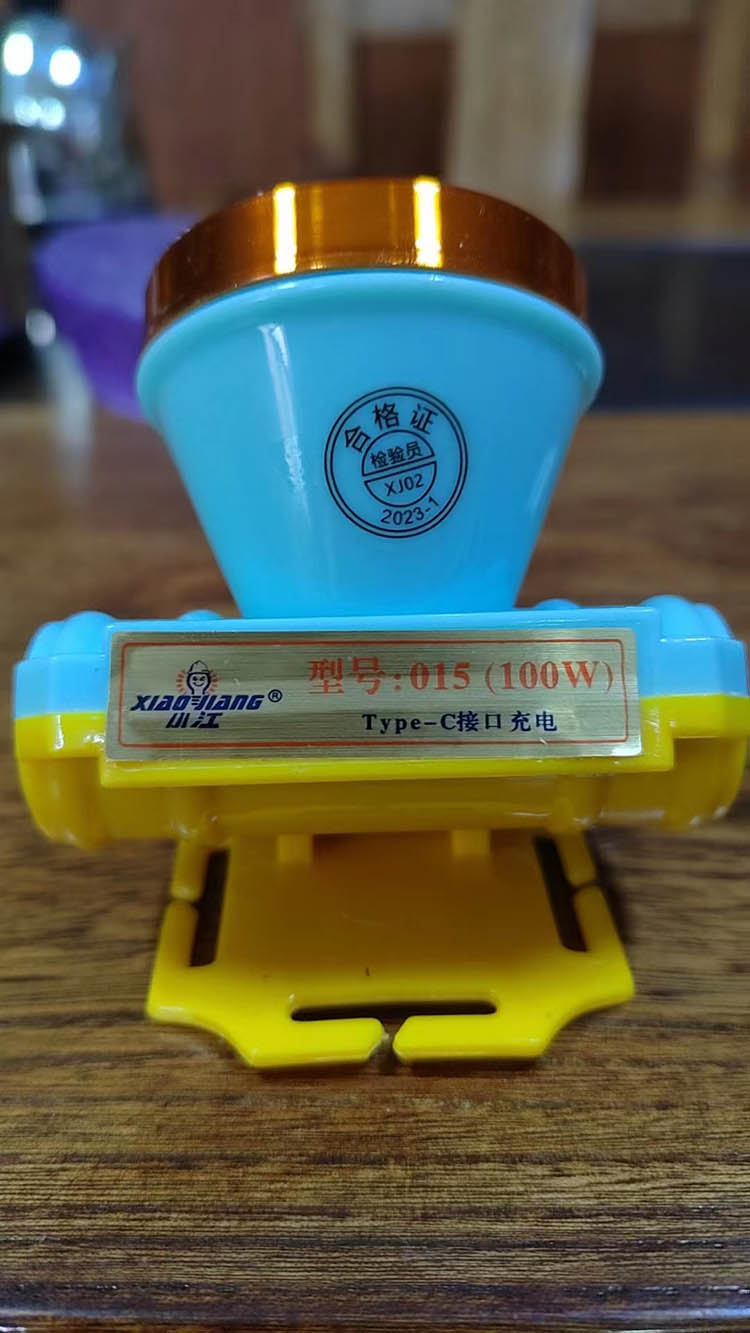 合格证
检验员
XJ02
2023-1
XIAOJIANG®
小江
型号:015(100W)
Type-C接口充电